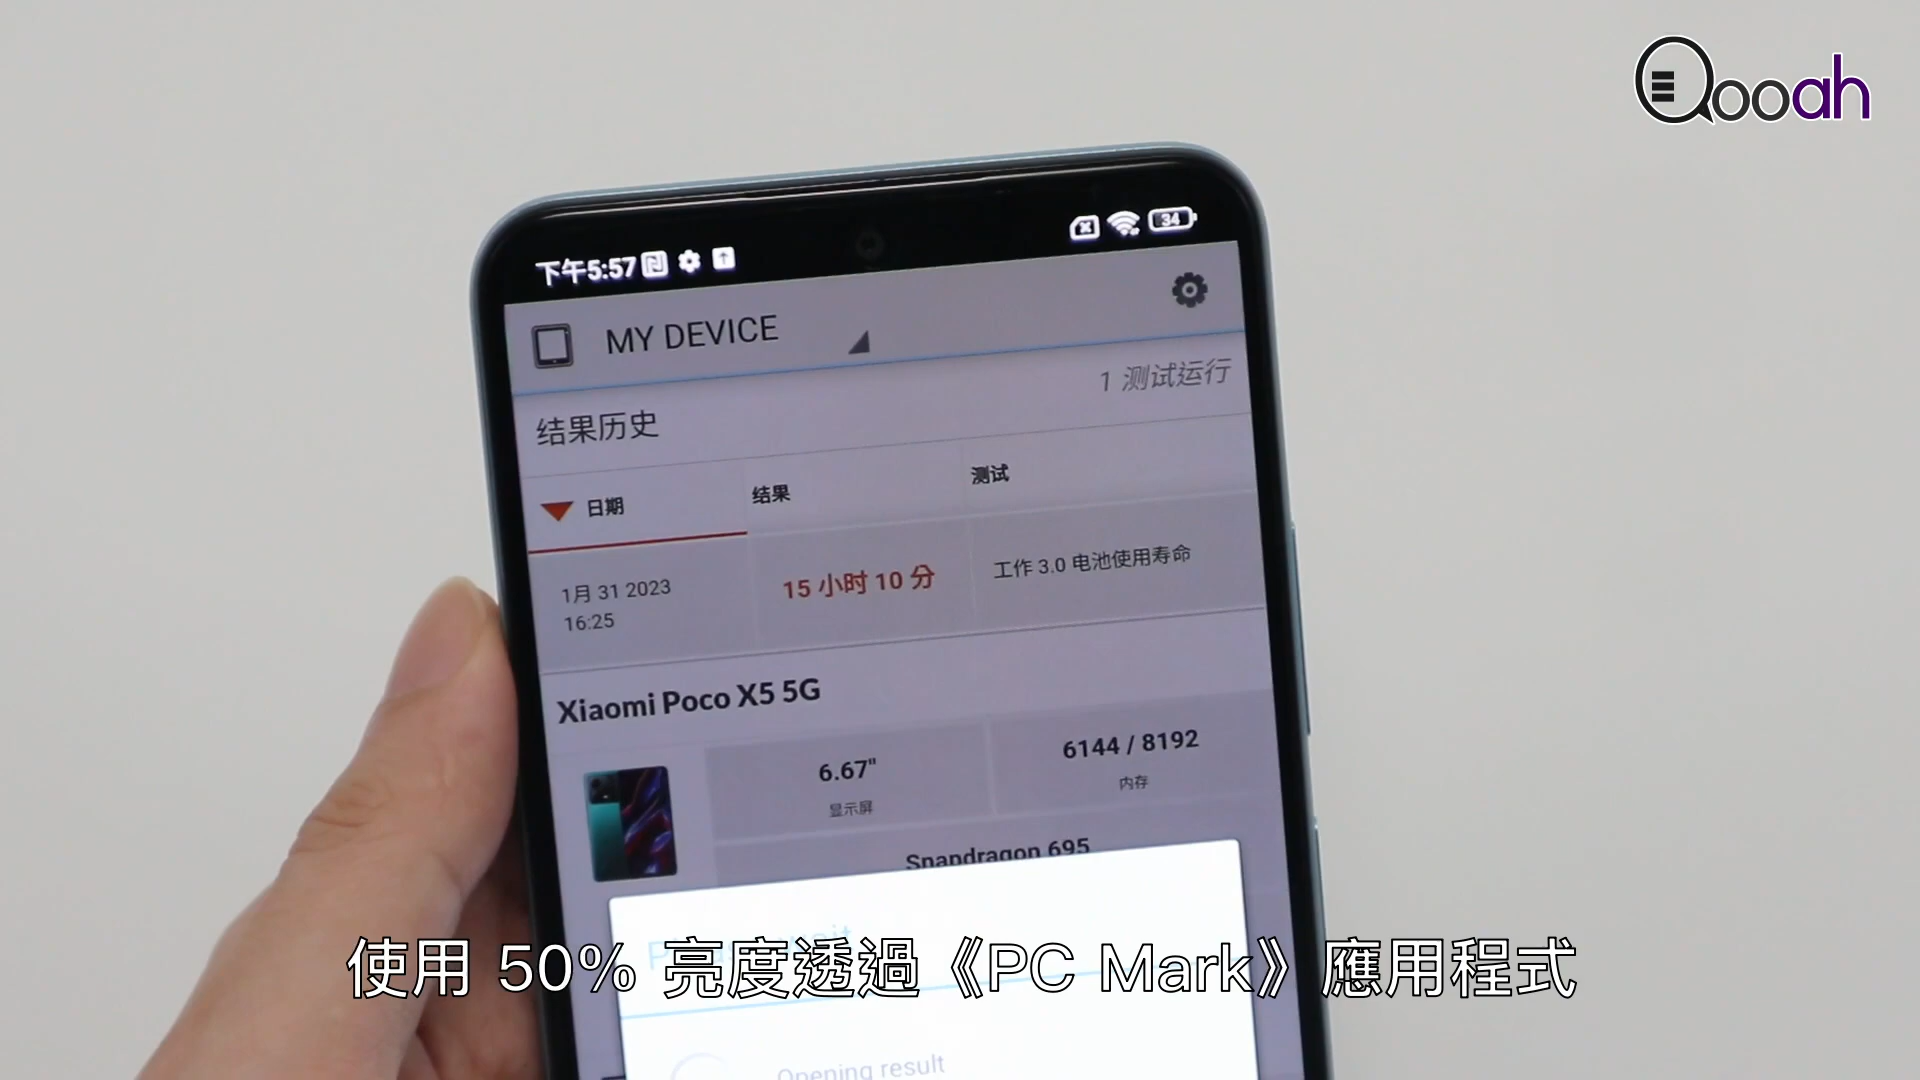 Qooah
下午5:57
34
MY DEVICE
1 测试运行
结果历史
日期
结果
测试
1月 31 2023
16:25
15 小时 10 分
工作 3.0 电池使用寿命
Xiaomi Poco X5 5G
6.67"
显示屏
6144 / 8192
内存
Snapdragon 695
Please wait
使用 50% 亮度透過《PC Mark》應用程式
Opening result